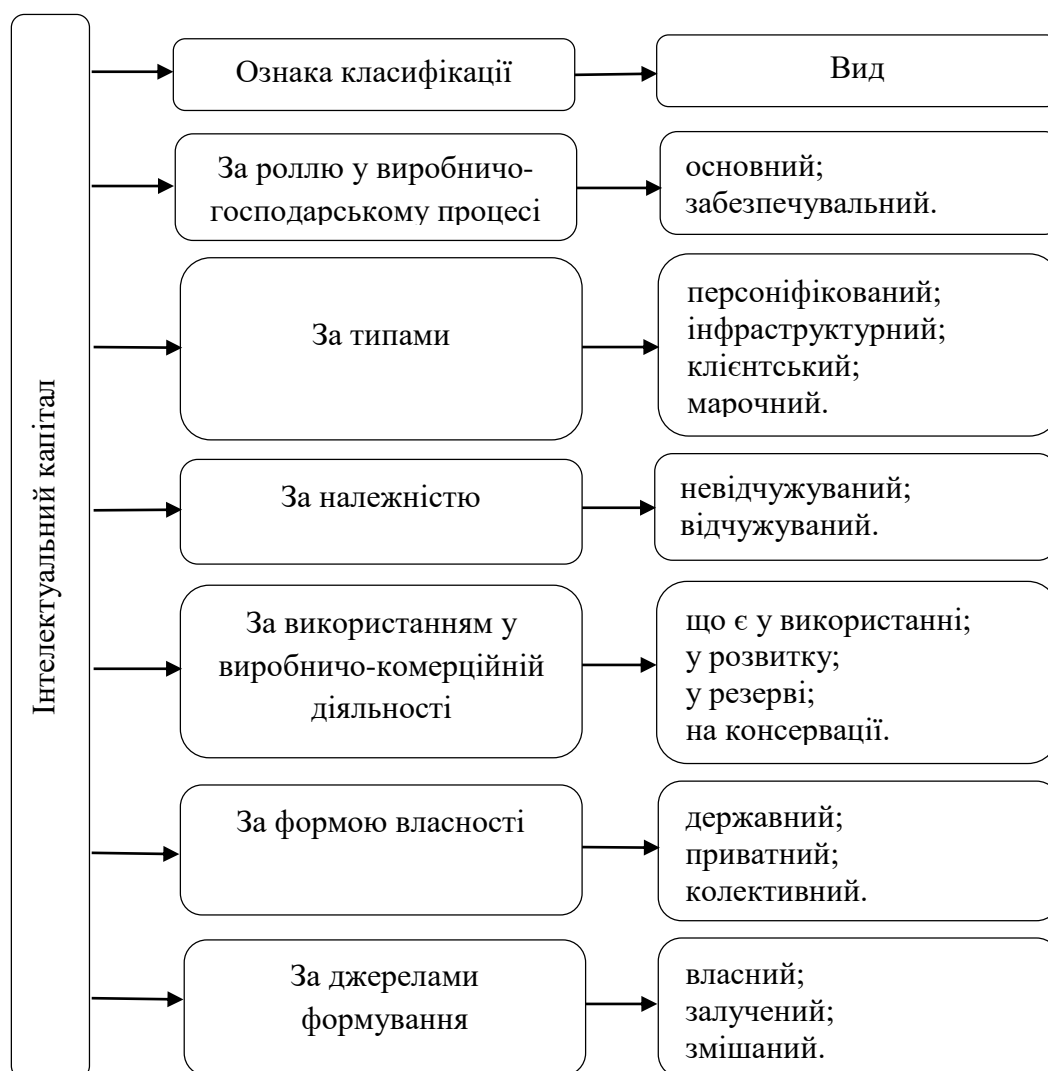 Інтелектуальний капітал
Ознака класифікації
Вид
За роллю у виробничо-
господарському процесі
основний;
забезпечувальний.
За типами
персоніфікований;
інфраструктурний;
клієнтський;
марочний.
За належністю
невідчужуваний;
відчужуваний.
За використанням у
виробничо-комерційній
діяльності
що є у використанні;
у розвитку;
у резерві;
на консервації.
За формою власності
державний;
приватний;
колективний.
За джерелами
формування
власний;
залучений;
змішаний.